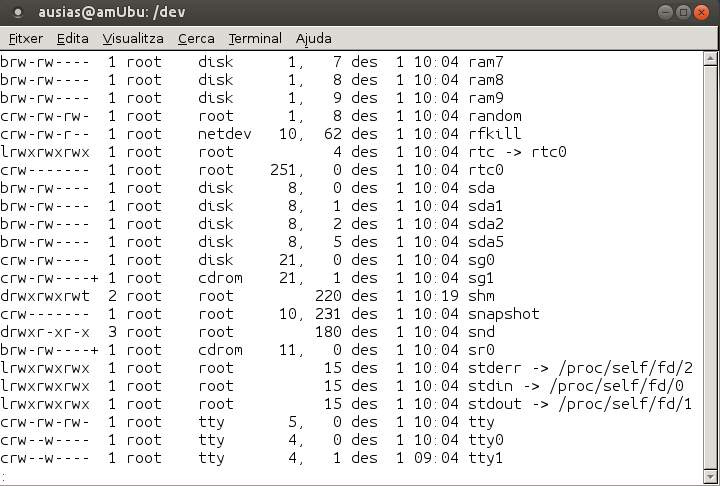 ausias@amUbu: /dev
Fitxer Edita Visualitza Cerca Terminal Ajuda
brw-rw---- 1 root disk 1, 7 des 1 10:04 ram7
brw-rw---- 1 root disk 1, 8 des 1 10:04 ram8
brw-rw---- 1 root disk 1, 9 des 1 10:04 ram9
crw-rw-rw- 1 root root 1, 8 des 1 10:04 random
crw-rw-r-- 1 root netdev 10, 62 des 1 10:04 rfkill
lrwxrwxrwx 1 root root 4 des 1 10:04 rtc -> rtc0
crw------- 1 root root 251, 0 des 1 10:04 rtc0
brw-rw---- 1 root disk 8, 0 des 1 10:04 sda
brw-rw---- 1 root disk 8, 1 des 1 10:04 sda1
brw-rw---- 1 root disk 8, 2 des 1 10:04 sda2
brw-rw---- 1 root disk 8, 5 des 1 10:04 sda5
crw-rw---- 1 root disk 21, 0 des 1 10:04 sg0
crw-rw----+ 1 root cdrom 21, 1 des 1 10:04 sg1
drwxrwxrwt 2 root root 220 des 1 10:19 shm
crw------- 1 root root 10, 231 des 1 10:04 snapshot
drwxr-xr-x 3 root root 180 des 1 10:04 snd
brw-rw----+ 1 root cdrom 11, 0 des 1 10:04 sr0
lrwxrwxrwx 1 root root 15 des 1 10:04 stderr -> /proc/self/fd/2
lrwxrwxrwx 1 root root 15 des 1 10:04 stdin -> /proc/self/fd/0
lrwxrwxrwx 1 root root 15 des 1 10:04 stdout -> /proc/self/fd/1
crw-rw-rw- 1 root tty 5, 0 des 1 10:04 tty
crw--w---- 1 root tty 4, 0 des 1 10:04 tty0
crw--w---- 1 root tty 4, 1 des 1 09:04 tty1
: